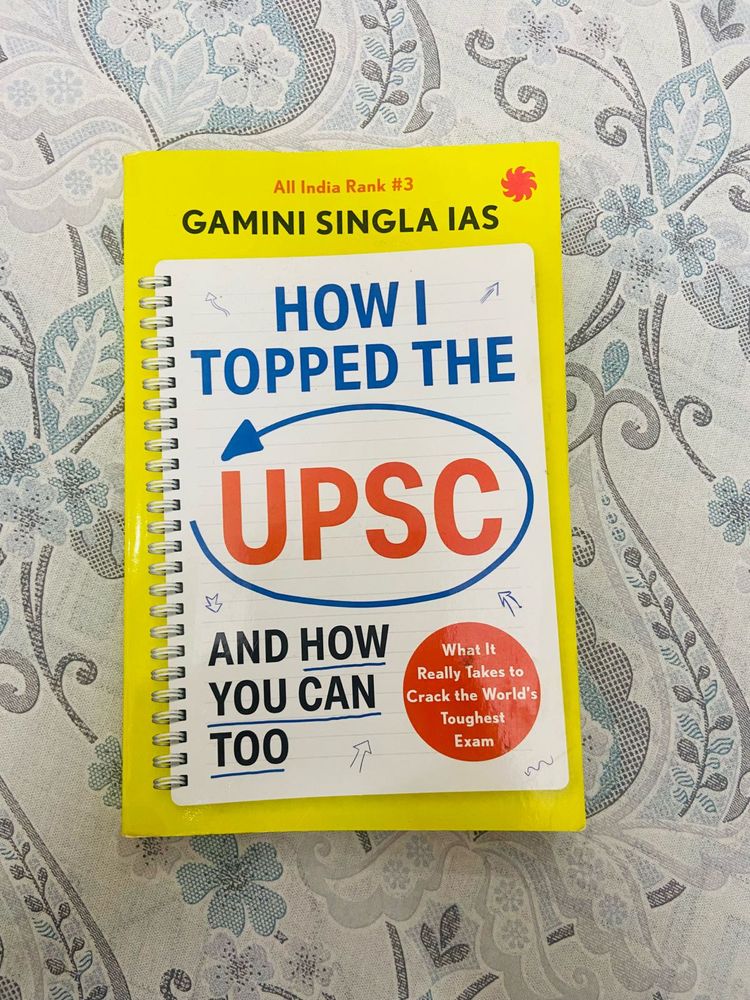 All India Rank #3
GAMINI SINGLA IAS
HOW I
TOPPED THE
UPSC
AND HOW
YOU CAN
TOO
What It
Really Takes to
Crack the World's
Toughest
Exam